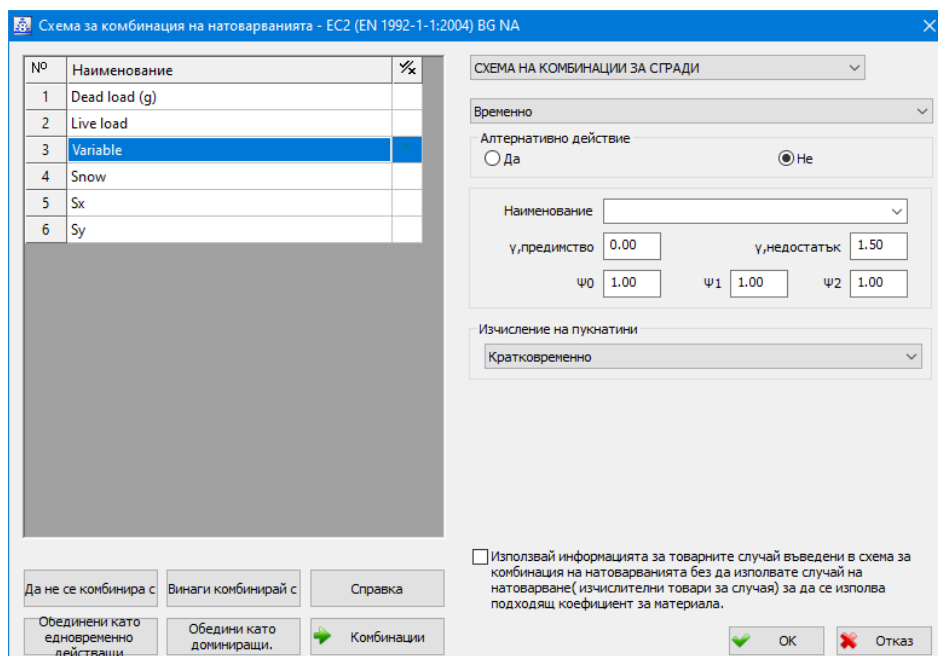 Схема за комбинация на натоварванията - EC2 (EN 1992-1-1:2004) BG NA
Nº Наименование
1 Dead load (g)
2 Live load
3 Variable
4 Snow
5 Sx
6 Sy
СХЕМА НА КОМБИНАЦИИ ЗА СГРАДИ
Временно
Алтернативно действие
Да Не
Наименование
γ,предимство 0.00 γ,недостатък 1.50
Ψ0 1.00 Ψ1 1.00 Ψ2 1.00
Изчисление на пукнатини
Кратковременно
Използвай информацията за товарните случай въведени в схема за
комбинация на натоварванията без да използвате случай на
натоварване( изчислителни товари за случая) за да се използва
подходящ коефициент за материала.
Да не се комбинира с Винаги комбинирай с Справка
Обединени като
едновременно
действащи
Обедини като
доминиращи.
Комбинации
OK Отказ